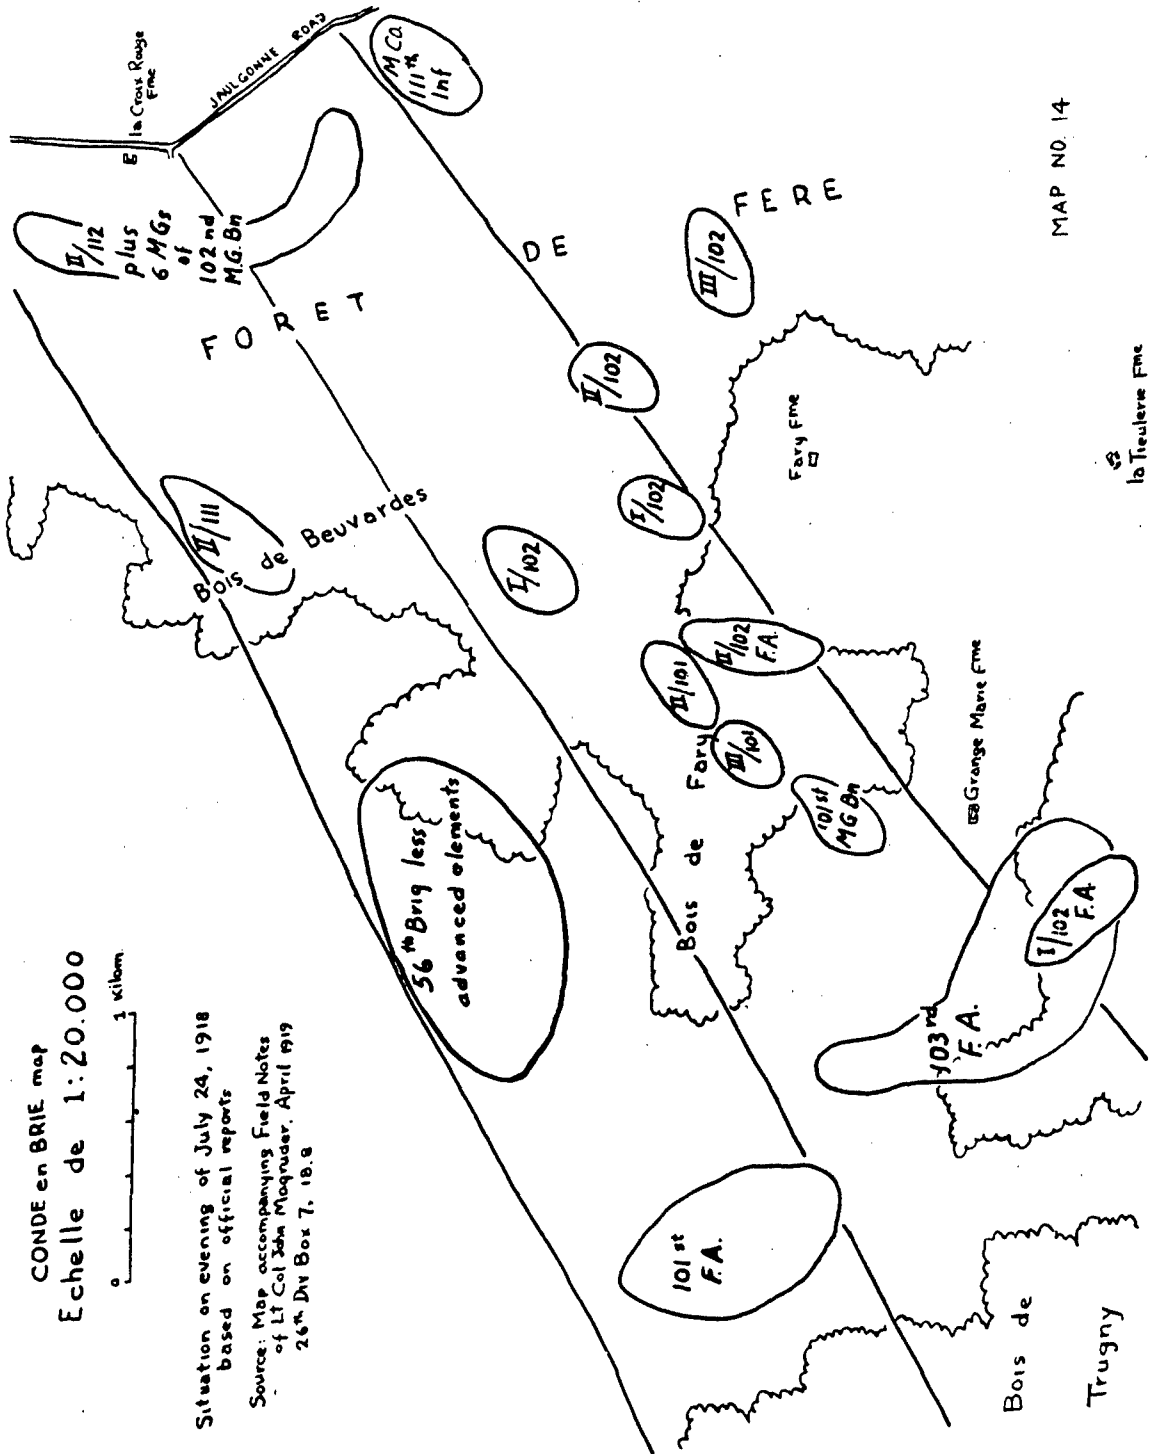 CONDE en BRIE map
Echelle de 1:20.000
0 1 Kilom.
Situation on evening of July 24, 1918
based on official reports
Source: Map accompanying Field Notes
of Lt Col John Magruder, April 1919
26th Div Box 7, 18.8
la Croix Rouge
Fme
JAULGONNE ROAD
M Co
111th
Inf
II/112
plus
6 MGs
of
102nd
M.G. Bn
FORET
DE
FERE
II/111
Bois de Beuvardes
III/102
II/102
I/102
I/102
Fary Fme
la Tieulerie Fme
II/102
F.A.
II/101
III/101
101st
MG Bn
Bois de Fary
Grange Marie Fme
56th Brig less
advanced elements
I/102
F.A.
103rd
F.A.
101st
F.A.
Bois de
Trugny
MAP NO. 14